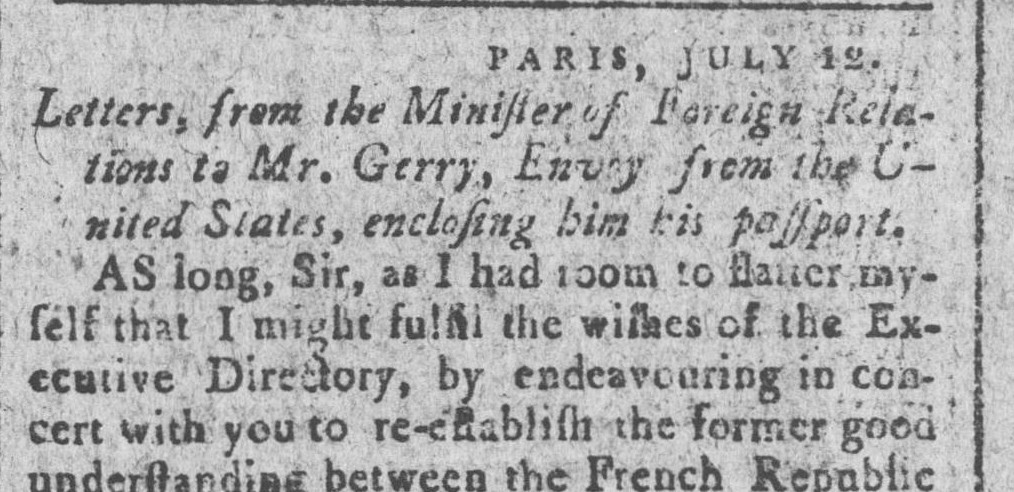 PARIS, JULY 12.
Letters, from the Miniſter of Foreign Rela-
tions to Mr. Gerry, Envoy from the U-
nited States, encloſing him his paſſport.
AS long, Sir, as I had room to flatter my-
ſelf that I might fulfil the wiſhes of the Ex-
ecutive Directory, by endeavouring in con-
cert with you to re-eſtabliſh the former good
underſtanding between the French Republic